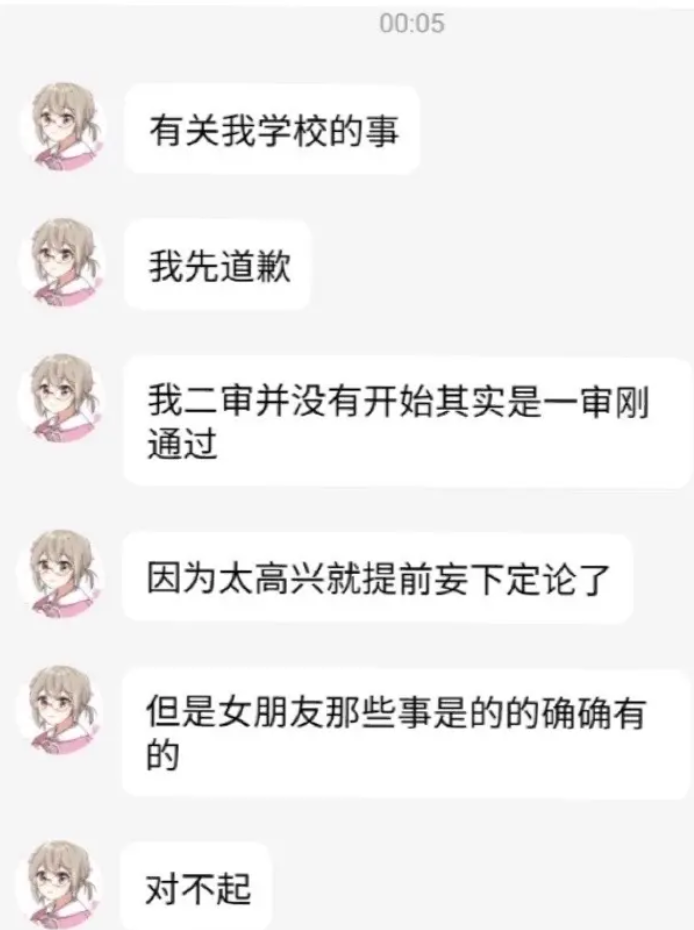 00:05
有关我学校的事
我先道歉
我二审并没有开始其实是一审刚
通过
因为太高兴就提前妄下定论了
但是女朋友那些事是的的确确有
的
对不起